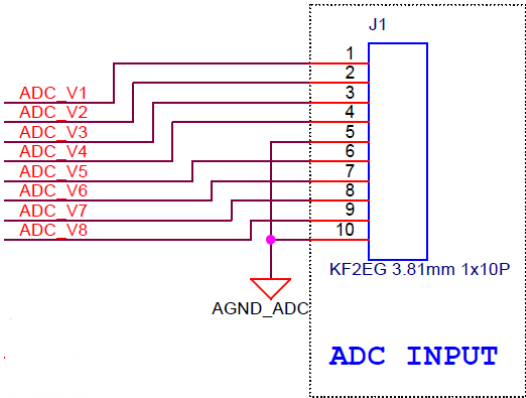 J1
1
2
ADC_V1
3
ADC_V2
4
ADC_V3
5
ADC_V4
6
ADC_V5
7
ADC_V6
8
ADC_V7
9
ADC_V8
10
KF2EG 3.81mm 1x10P
AGND_ADC
ADC INPUT